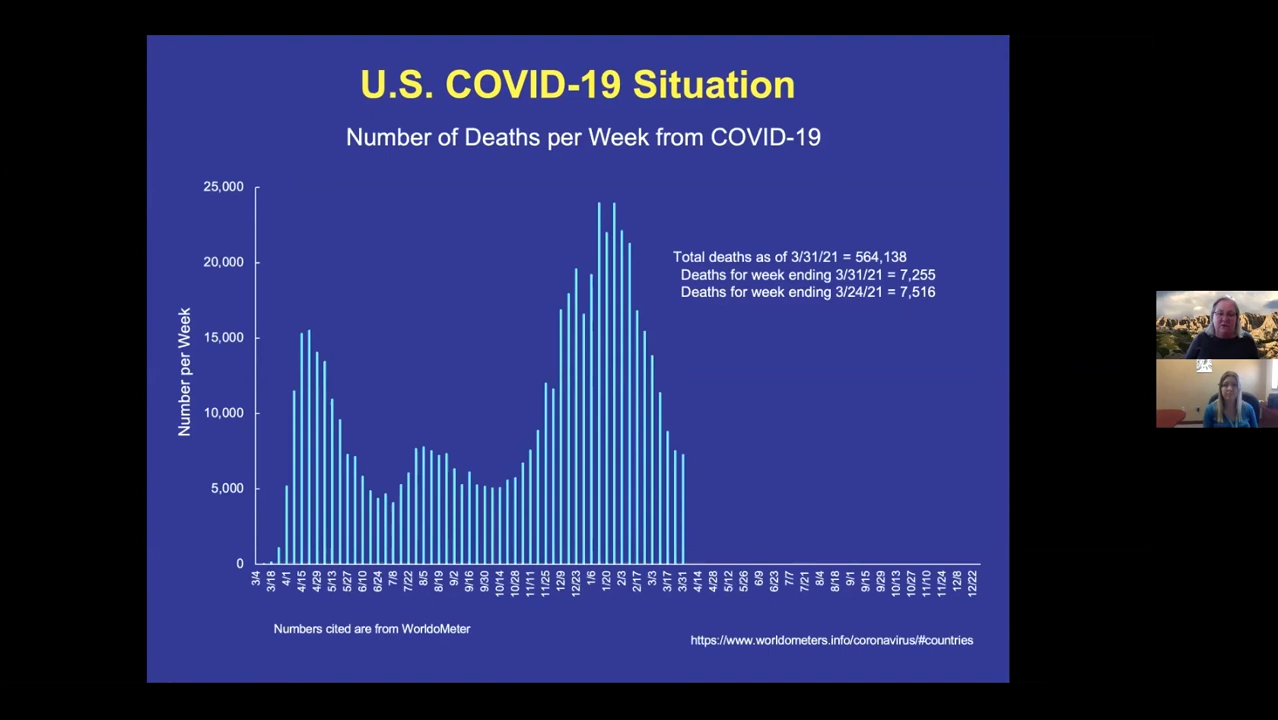 U.S. COVID-19 Situation
Number of Deaths per Week from COVID-19
Number per Week
25,000
20,000
15,000
10,000
5,000
0
Total deaths as of 3/31/21 = 564,138
Deaths for week ending 3/31/21 = 7,255
Deaths for week ending 3/24/21 = 7,516
3/4 3/18 4/1 4/15 4/29 5/13 5/27 6/10 6/24 7/8 7/22 8/5 8/19 9/2 9/16 9/30 10/14 10/28 11/11 11/25 12/9 12/23 1/6 1/20 2/3 2/17 3/3 3/17 3/31 4/14 4/28 5/12 5/26 6/9 6/23 7/7 7/21 8/4 8/18 9/1 9/15 9/29 10/13 10/27 11/10 11/24 12/8 12/22
Numbers cited are from WorldoMeter
https://www.worldometers.info/coronavirus/#countries